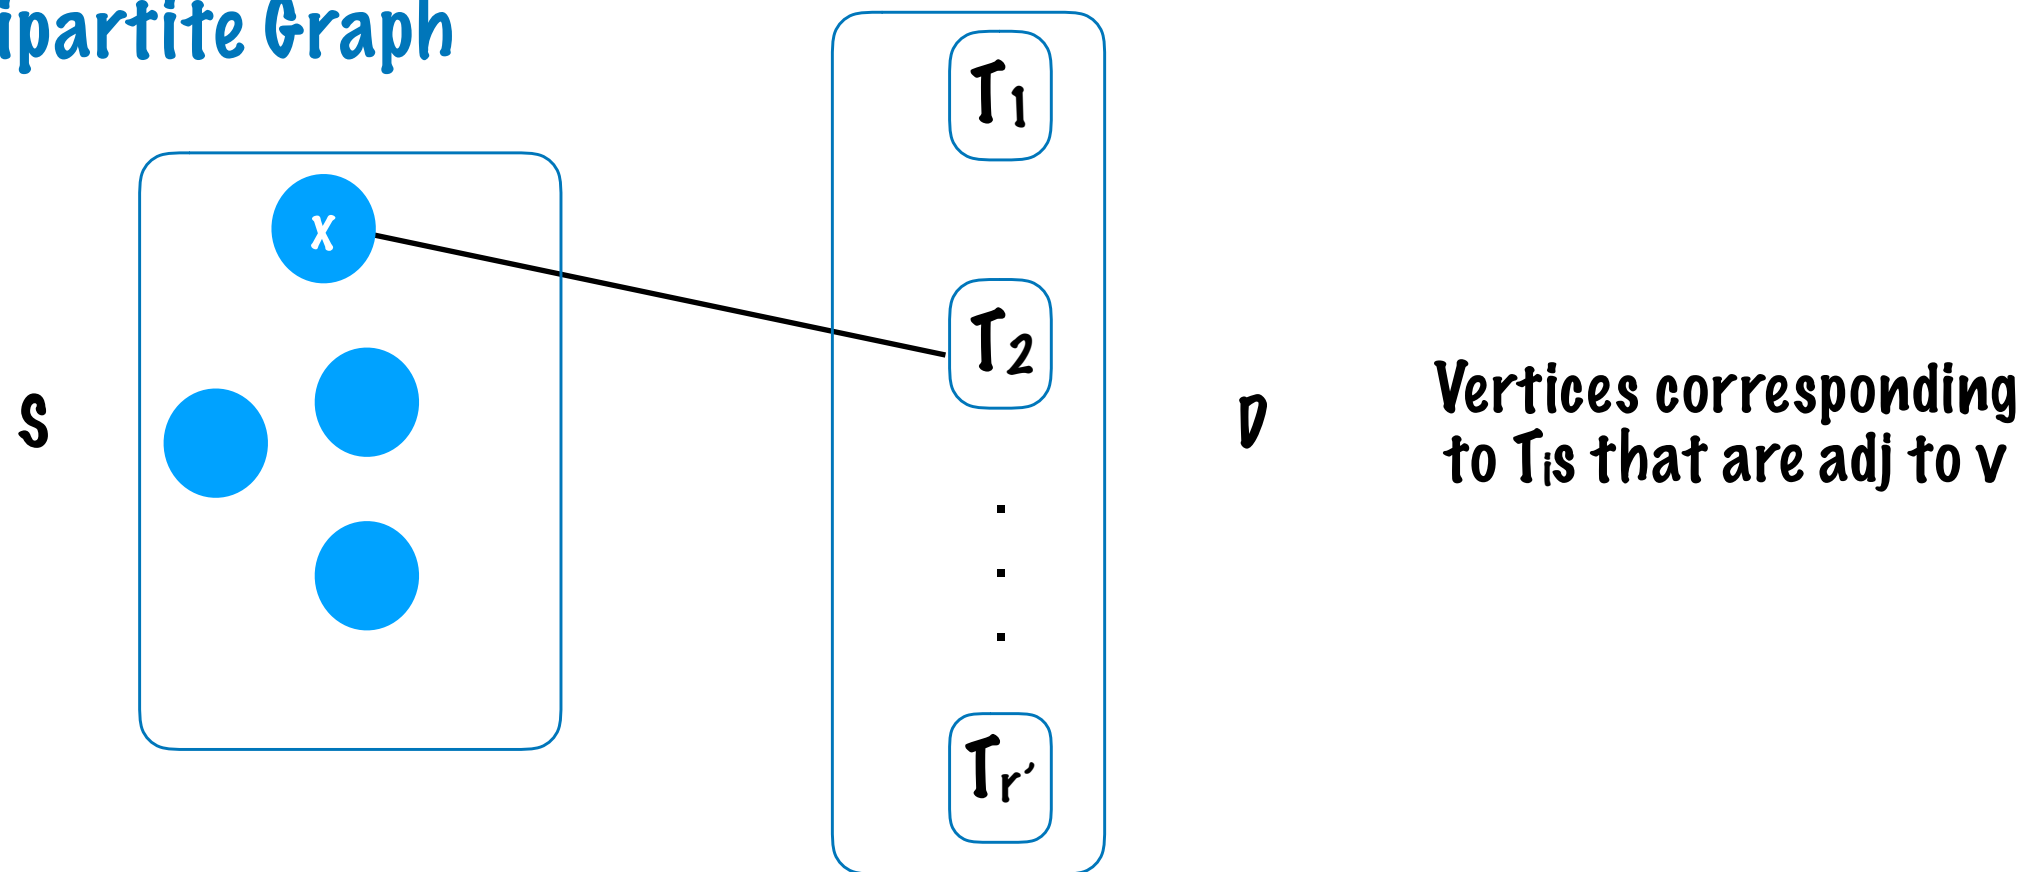 ipartite Graph
T1
x
T2
S
D
Vertices corresponding
to Tis that are adj to v
Tr´